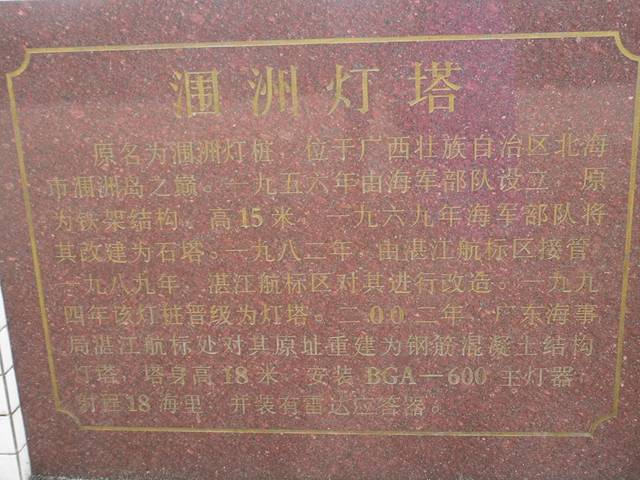 涠洲灯塔
原名为涠洲灯桩，位于广西壮族自治区北海
市涠洲岛之巅。一九五六年由海军部队设立，原
为铁架结构，高15米，一九六九年海军部队将
其改建为石塔。一九八二年，由湛江航标区接管
一九八九年，湛江航标区对其进行改造。一九九
四年该灯桩晋级为灯塔。二00二年，广东海事
局湛江航标处对其原址重建为钢筋混凝土结构
灯塔，塔身高18米，安装BGA—600主灯器，
射程18海里，并装有雷达应答器。